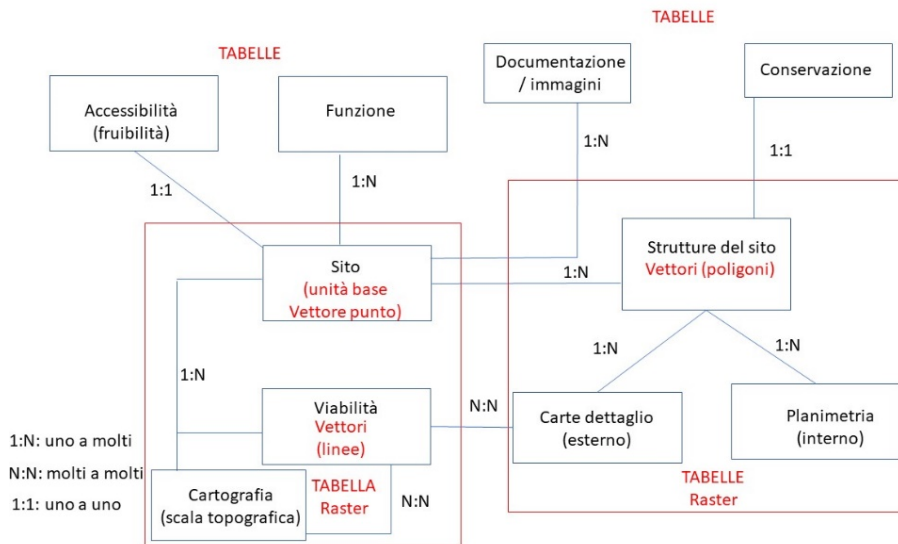 TABELLE
TABELLE
Documentazione
/ immagini
Conservazione
Accessibilità
(fruibilità)
Funzione
1:N
1:1
1:1
1:N
Sito
(unità base
Vettore punto)
1:N
Strutture del sito
Vettori (poligoni)
1:N
1:N
1:N
Viabilità
Vettori
(linee)
N:N
Carte dettaglio
(esterno)
Planimetria
(interno)
1:N: uno a molti
N:N: molti a molti
1:1: uno a uno
Cartografia
(scala topografica)
TABELLA
Raster
N:N
TABELLE
Raster